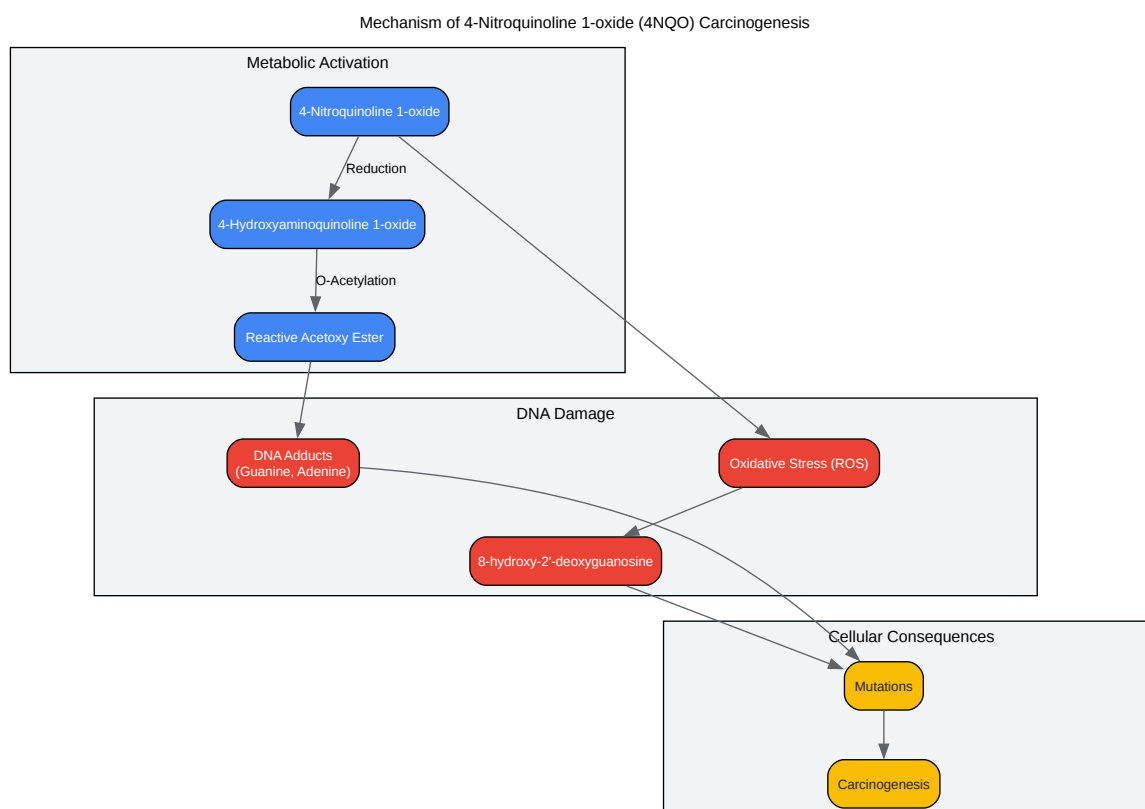 Mechanism of 4-Nitroquinoline 1-oxide (4NQO) Carcinogenesis
Metabolic Activation
4-Nitroquinoline 1-oxide
Reduction
4-Hydroxyaminoquinoline 1-oxide
O-Acetylation
Reactive Acetoxy Ester
DNA Damage
DNA Adducts
(Guanine, Adenine)
Oxidative Stress (ROS)
8-hydroxy-2'-deoxyguanosine
Cellular Consequences
Mutations
Carcinogenesis